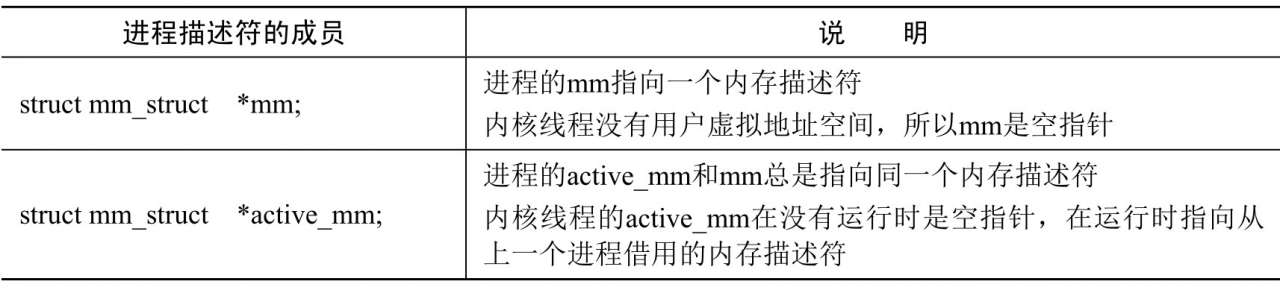 进程描述符的成员 说 明
struct mm_struct *mm;
进程的mm指向一个内存描述符
内核线程没有用户虚拟地址空间，所以mm是空指针
struct mm_struct *active_mm;
进程的active_mm和mm总是指向同一个内存描述符
内核线程的active_mm在没有运行时是空指针，在运行时指向从
上一个进程借用的内存描述符